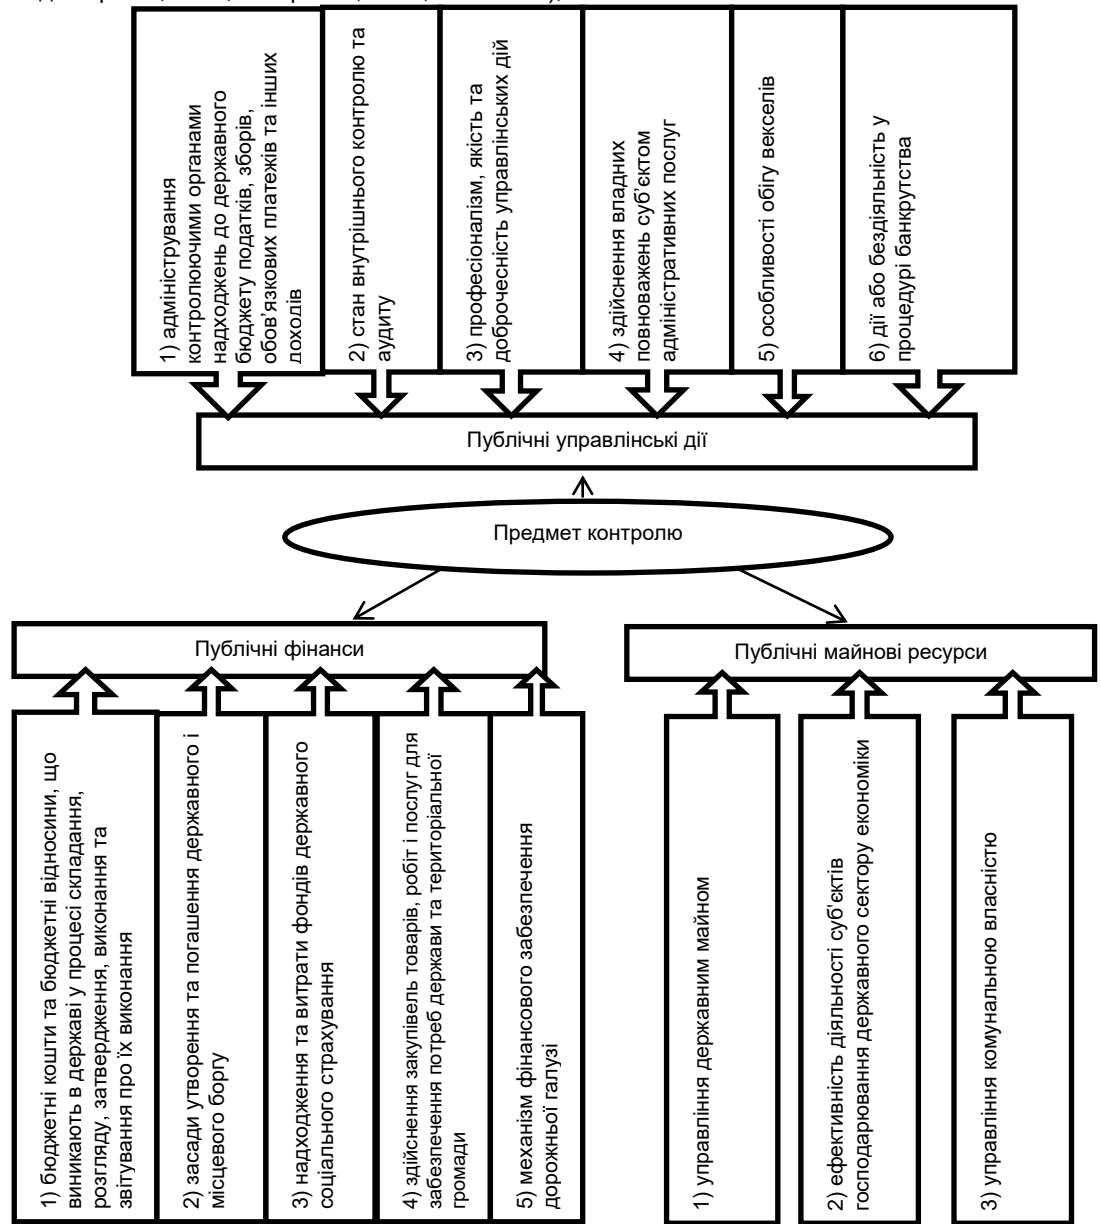 1) адміністрування
контролюючими органами
надходжень до державного
бюджету податків, зборів,
обов’язкових платежів та інших
доходів
2) стан внутрішнього контролю та
аудиту
3) професіоналізм, якість та
доброчесність управлінських дій
4) здійснення владних
повноважень суб’єктом
адміністративних послуг
5) особливості обігу векселів
6) дії або бездіяльність у
процедурі банкрутства
Публічні управлінські дії
Предмет контролю
Публічні фінанси
Публічні майнові ресурси
1) бюджетні кошти та бюджетні відносини, що
виникають в державі у процесі складання,
розгляду, затвердження, виконання та
звітування про їх виконання
2) засади утворення та погашення державного і
місцевого боргу
3) надходження та витрати фондів державного
соціального страхування
4) здійснення закупівель товарів, робіт і послуг для
забезпечення потреб держави та територіальної
громади
5) механізм фінансового забезпечення
дорожньої галузі
1) управління державним майном
2) ефективність діяльності суб’єктів
господарювання державного сектору економіки
3) управління комунальною власністю